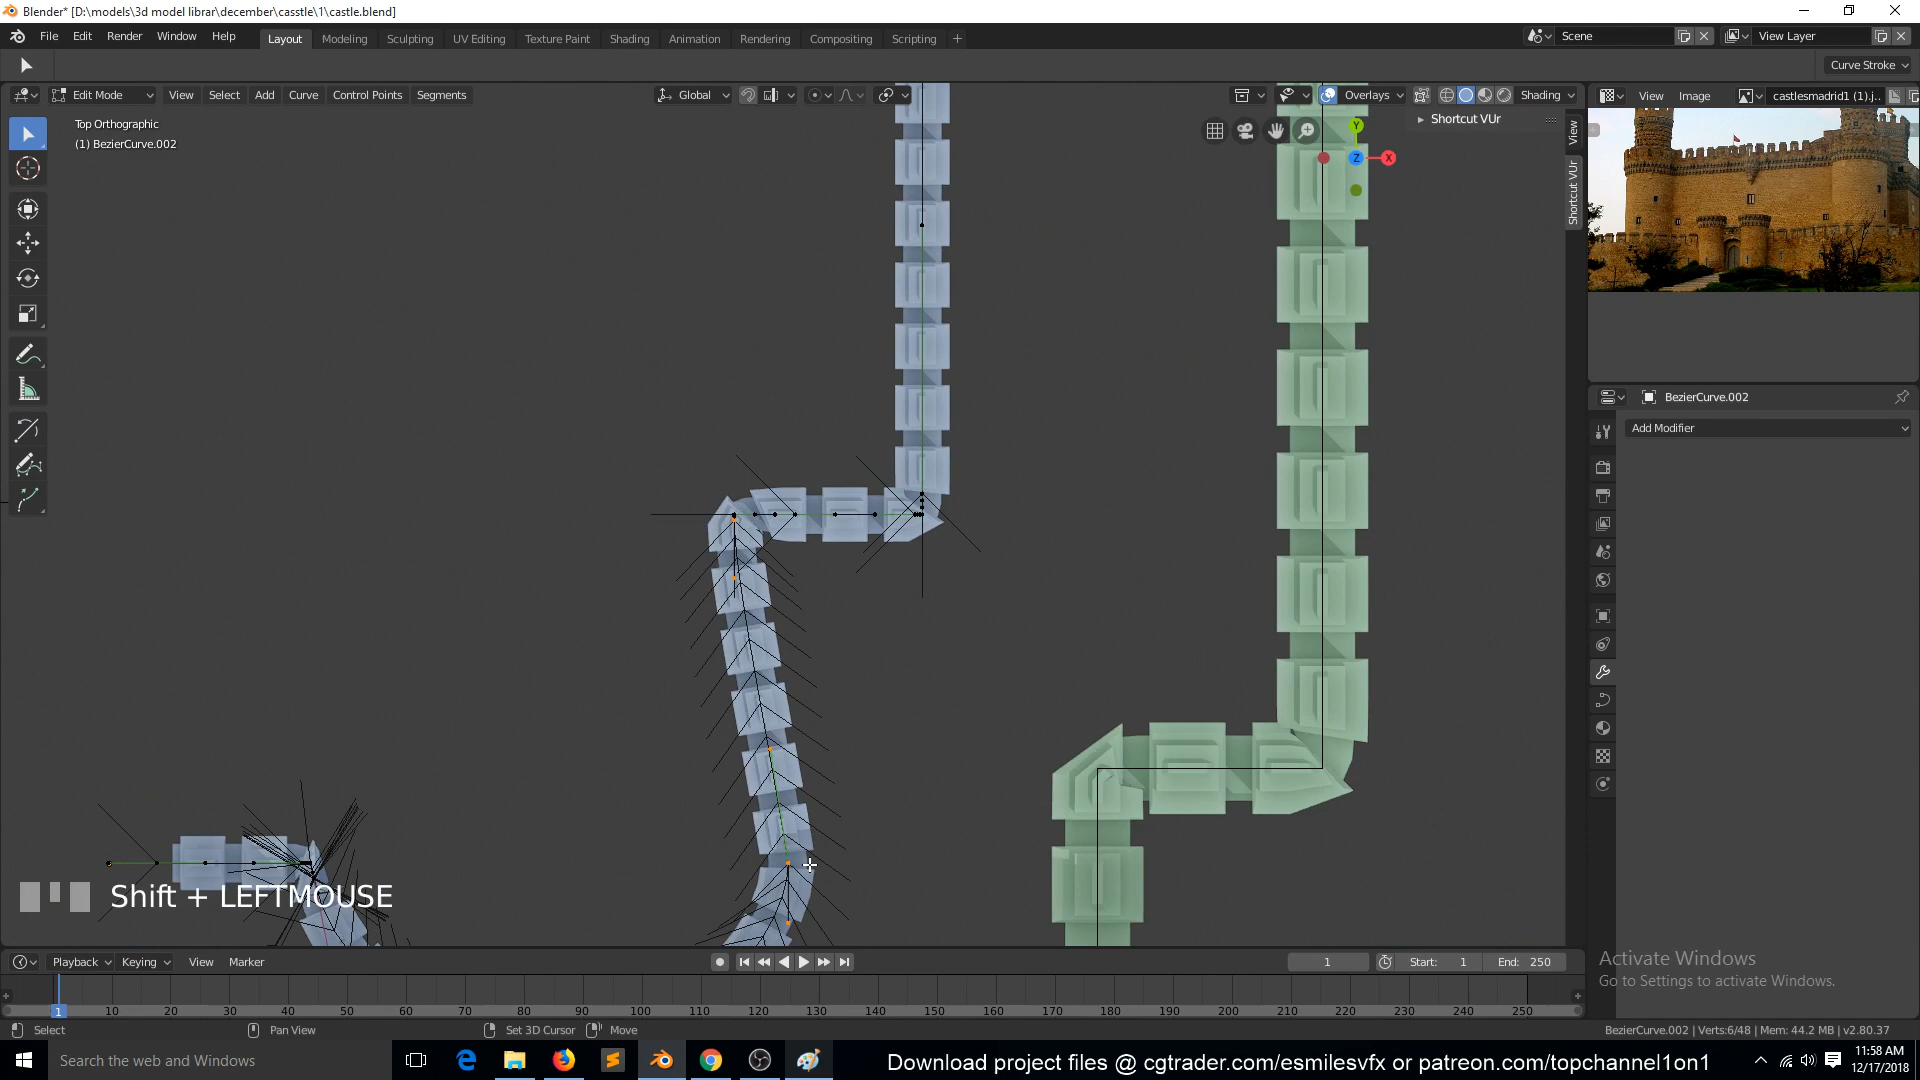 Blender* [D:\models\3d model librar\december\casstle\1\castle.blend]
File Edit Render Window Help
Layout Modeling Sculpting UV Editing Texture Paint Shading Animation Rendering Compositing Scripting +
Scene
View Layer
Curve Stroke
Edit Mode View Select Add Curve Control Points Segments
Global
Overlays
Shading
View Image castlesmadrid1 (1).j..
Top Orthographic
(1) BezierCurve.002
Shortcut VUr
View
Shortcut VUr
Y
Z
X
BezierCurve.002
Add Modifier
Shift + LEFTMOUSE
Playback Keying View Marker
1
Start: 1
End: 250
1 10 20 30 40 50 60 70 80 90 100 110 120 130 140 150 160 170 180 190 200 210 220 230 240 250
Activate Windows
Go to Settings to activate Windows.
Select
Pan View
Set 3D Cursor
Move
BezierCurve.002 | Verts:6/48 | Mem: 44.2 MB | v2.80.37
Search the web and Windows
Download project files @ cgtrader.com/esmilesvfx or patreon.com/topchannel1on1
11:58 AM
12/17/2018